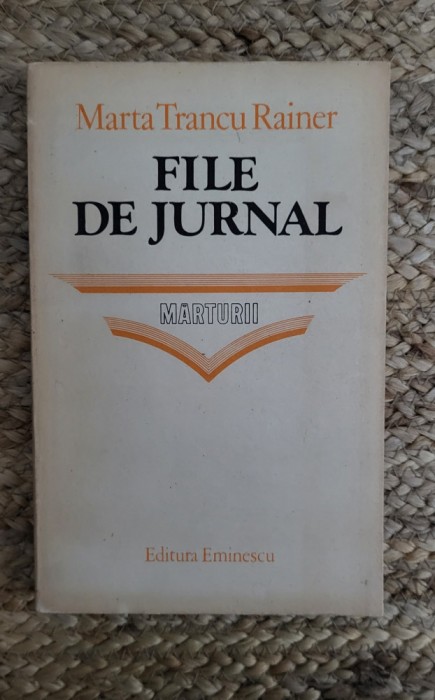 Marta Trancu Rainer
FILE
DE JURNAL
MĂRTURII
Editura Eminescu